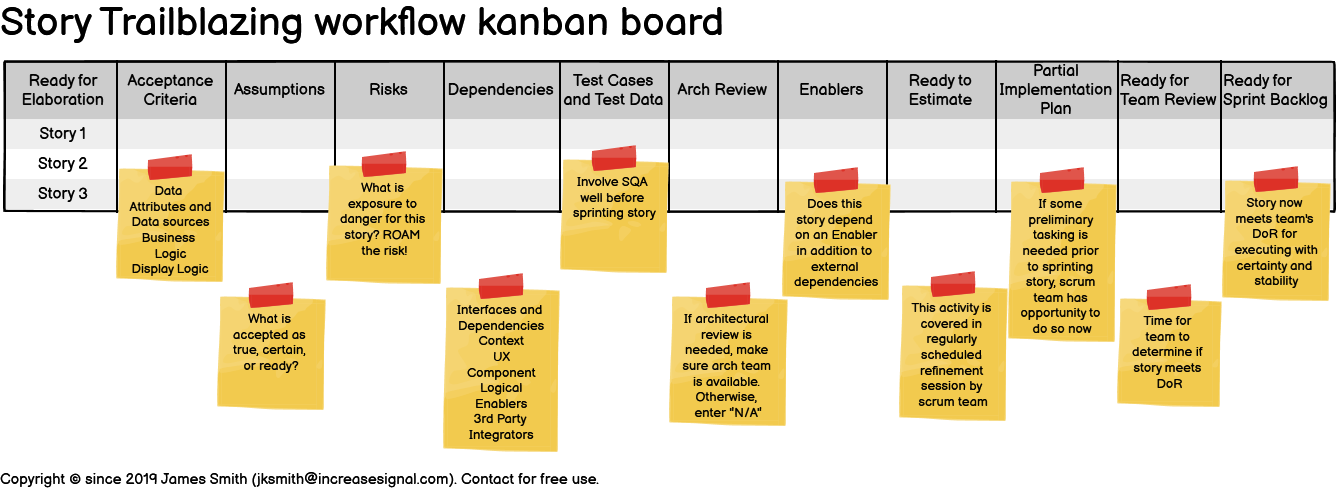 Story Trailblazing workflow kanban board
Ready for
Elaboration
Acceptance
Criteria
Assumptions
Risks
Dependencies
Test Cases
and Test Data
Arch Review
Enablers
Ready to
Estimate
Partial
Implementation
Plan
Ready for
Team Review
Ready for
Sprint Backlog
Story 1
Story 2
Story 3
Data
Attributes and
Data sources
Business
Logic
Display Logic
What is
accepted as
true, certain,
or ready?
What is
exposure to
danger for this
story? ROAM
the risk!
Interfaces and
Dependencies
Context
UX
Component
Logical
Enablers
3rd Party
Integrators
Involve SQA
well before
sprinting story
If architectural
review is
needed, make
sure arch team
is available.
Otherwise,
enter "N/A"
Does this
story depend
on an Enabler
in addition to
external
dependencies
This activity is
covered in
regularly
scheduled
refinement
session by
scrum team
If some
preliminary
tasking is
needed prior
to sprinting
story, scrum
team has
opportunity to
do so now
Time for
team to
determine if
story meets
DoR
Story now
meets team's
DoR for
executing with
certainty and
stability
Copyright © since 2019 James Smith (jksmith@increasesignal.com). Contact for free use.